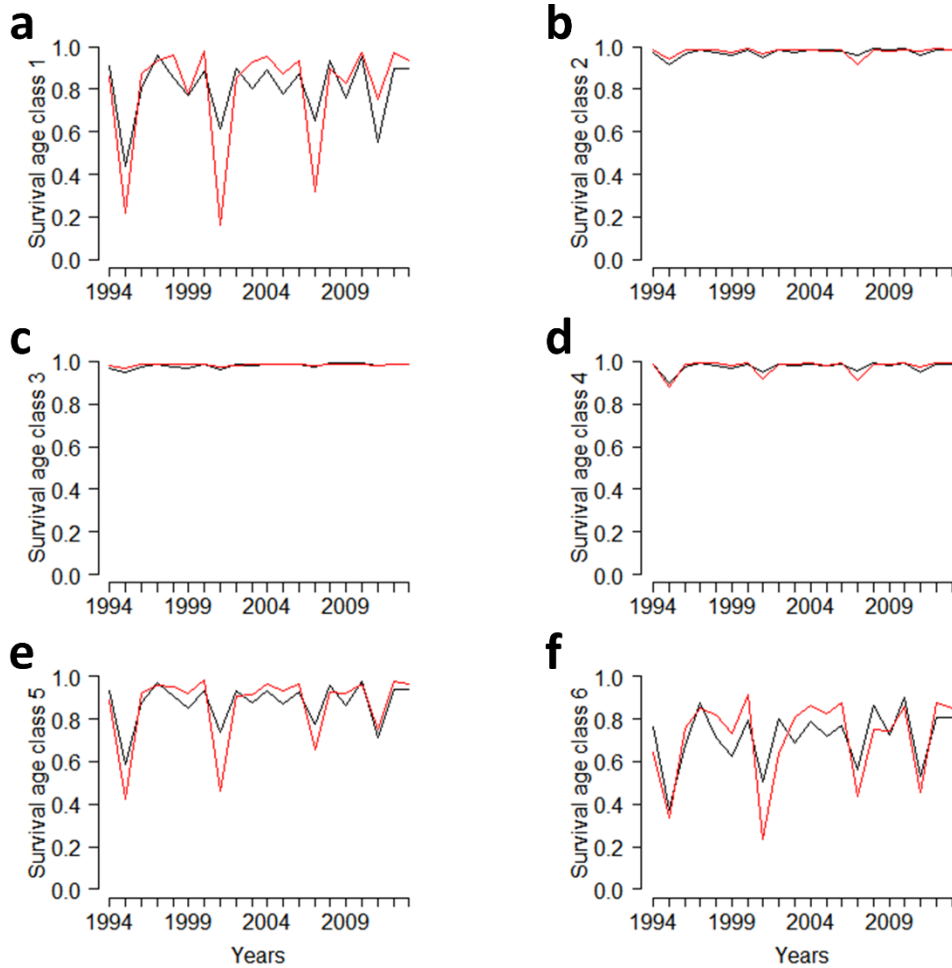 a
Survival age class 1
1.0
0.8
0.6
0.4
0.2
0.0
1994 1999 2004 2009
b
Survival age class 2
1.0
0.8
0.6
0.4
0.2
0.0
1994 1999 2004 2009
c
Survival age class 3
1.0
0.8
0.6
0.4
0.2
0.0
1994 1999 2004 2009
d
Survival age class 4
1.0
0.8
0.6
0.4
0.2
0.0
1994 1999 2004 2009
e
Survival age class 5
1.0
0.8
0.6
0.4
0.2
0.0
1994 1999 2004 2009
Years
f
Survival age class 6
1.0
0.8
0.6
0.4
0.2
0.0
1994 1999 2004 2009
Years